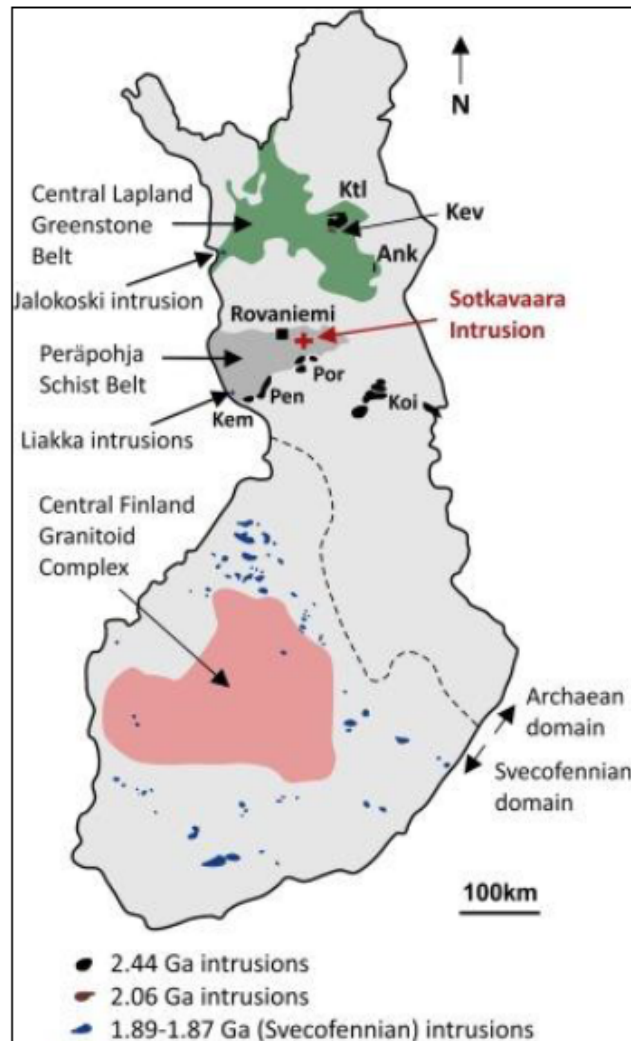 N
Central Lapland
Greenstone
Belt
Ktl
Kev
Ank
Jalokoski intrusion
Rovaniemi
Sotkavaara
Intrusion
Peräpohja
Schist Belt
Por
Pen
Koi
Kem
Liakka intrusions
Central Finland
Granitoid
Complex
Archaean
domain
Svecofennian
domain
100km
2.44 Ga intrusions
2.06 Ga intrusions
1.89-1.87 Ga (Svecofennian) intrusions